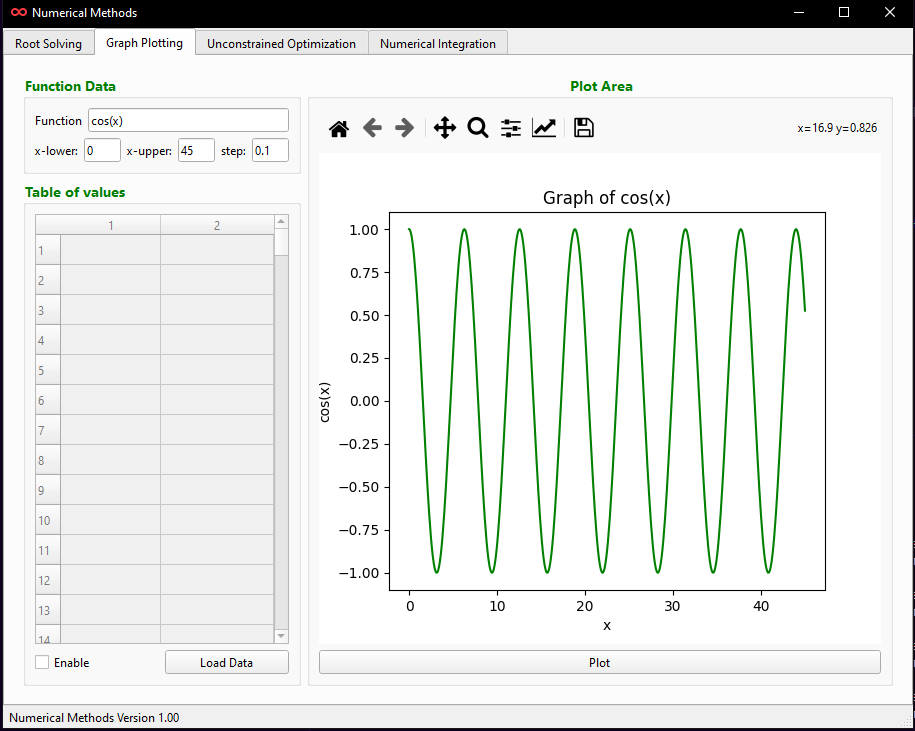 Numerical Methods
Root Solving
Graph Plotting
Unconstrained Optimization
Numerical Integration
Function Data
Function cos(x)
x-lower: 0 x-upper: 45 step: 0.1
Table of values
1 2
1
2
3
4
5
6
7
8
9
10
11
12
13
14
Enable
Load Data
Plot Area
x=16.9 y=0.826
Graph of cos(x)
1.00
0.75
0.50
0.25
0.00
−0.25
−0.50
−0.75
−1.00
cos(x)
0 10 20 30 40
x
Plot
Numerical Methods Version 1.00